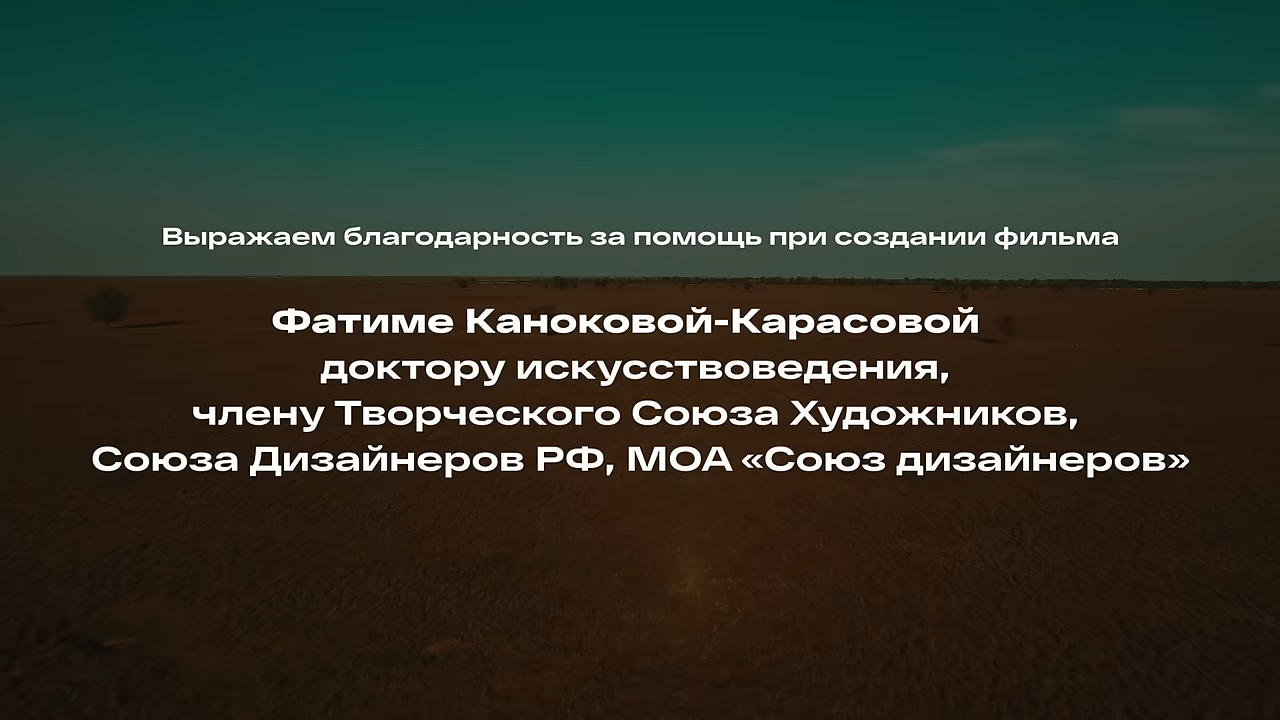 Выражаем благодарность за помощь при создании фильма
Фатиме Каноковой-Карасовой
доктору искусствоведения,
члену Творческого Союза Художников,
Союза Дизайнеров РФ, МОА «Союз дизайнеров»